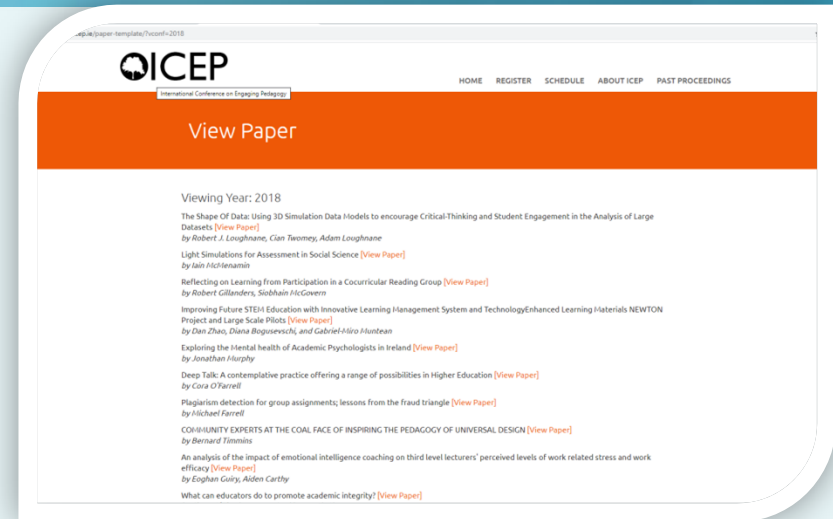 cep.ie/paper-template/?vconf=2018
ICEP
International Conference on Engaging Pedagogy
HOME REGISTER SCHEDULE ABOUT ICEP PAST PROCEEDINGS
View Paper
Viewing Year: 2018
The Shape Of Data: Using 3D Simulation Data Models to encourage Critical-Thinking and Student Engagement in the Analysis of Large
Datasets [View Paper]
by Robert J. Loughnane, Cian Twomey, Adam Loughnane
Light Simulations for Assessment in Social Science [View Paper]
by Iain McMenamin
Reflecting on Learning from Participation in a Cocurricular Reading Group [View Paper]
by Robert Gillanders, Siobhain McGovern
Improving Future STEM Education with Innovative Learning Management System and TechnologyEnhanced Learning Materials NEWTON
Project and Large Scale Pilots [View Paper]
by Dan Zhao, Diana Bogusevschi, and Gabriel-Miro Muntean
Exploring the Mental health of Academic Psychologists in Ireland [View Paper]
by Jonathan Murphy
Deep Talk: A contemplative practice offering a range of possibilities in Higher Education [View Paper]
by Cora O'Farrell
Plagiarism detection for group assignments; lessons from the fraud triangle [View Paper]
by Michael Farrell
COMMUNITY EXPERTS AT THE COAL FACE OF INSPIRING THE PEDAGOGY OF UNIVERSAL DESIGN [View Paper]
by Bernard Timmins
An analysis of the impact of emotional intelligence coaching on third level lecturers' perceived levels of work related stress and work
efficacy [View Paper]
by Eoghan Guiry, Aiden Carthy
What can educators do to promote academic integrity? [View Paper]